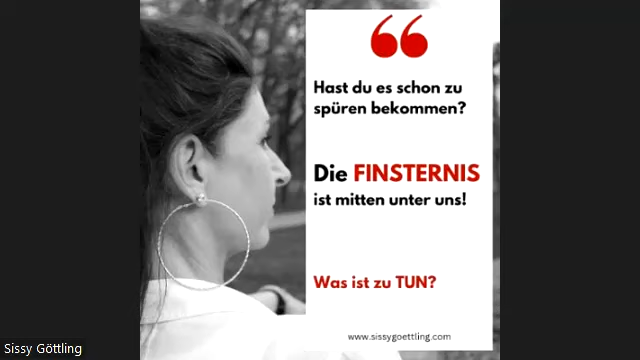 Hast du es schon zu
spüren bekommen?
Die FINSTERNIS
ist mitten unter uns!
Was ist zu TUN?
www.sissygoettling.com
Sissy Göttling